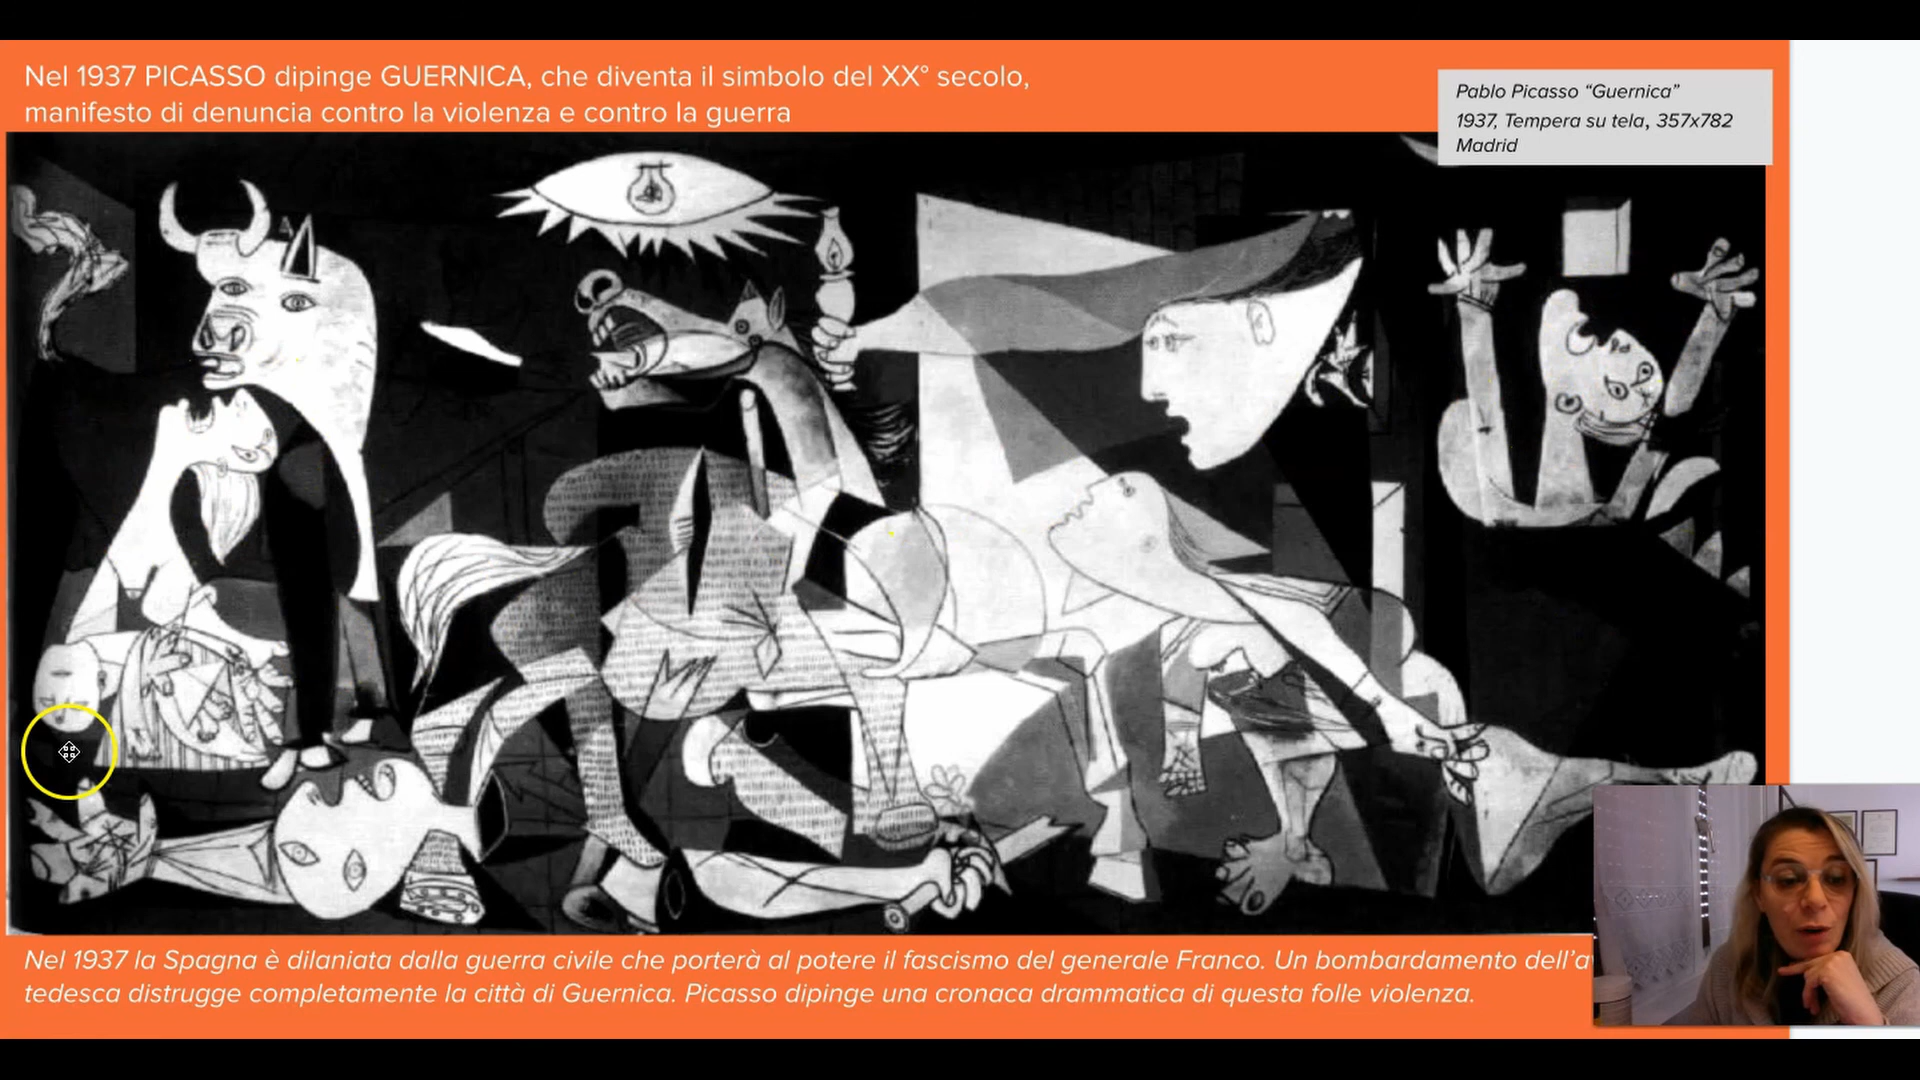 Nel 1937 PICASSO dipinge GUERNICA, che diventa il simbolo del XX° secolo,
manifesto di denuncia contro la violenza e contro la guerra
Pablo Picasso “Guernica”
1937, Tempera su tela, 357x782
Madrid
Nel 1937 la Spagna è dilaniata dalla guerra civile che porterà al potere il fascismo del generale Franco. Un bombardamento
tedesca distrugge completamente la città di Guernica. Picasso dipinge una cronaca drammatica di questa folle violenza.